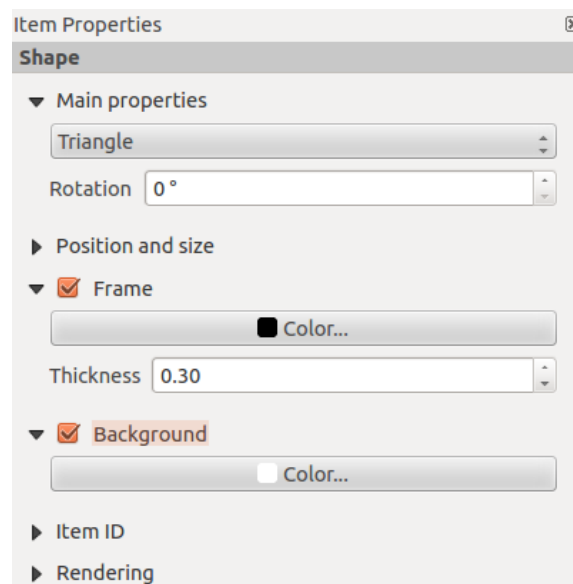 Item Properties
Shape
Main properties
Triangle
Rotation 0 °
Position and size
Frame
Color...
Thickness 0.30
Background
Color...
Item ID
Rendering